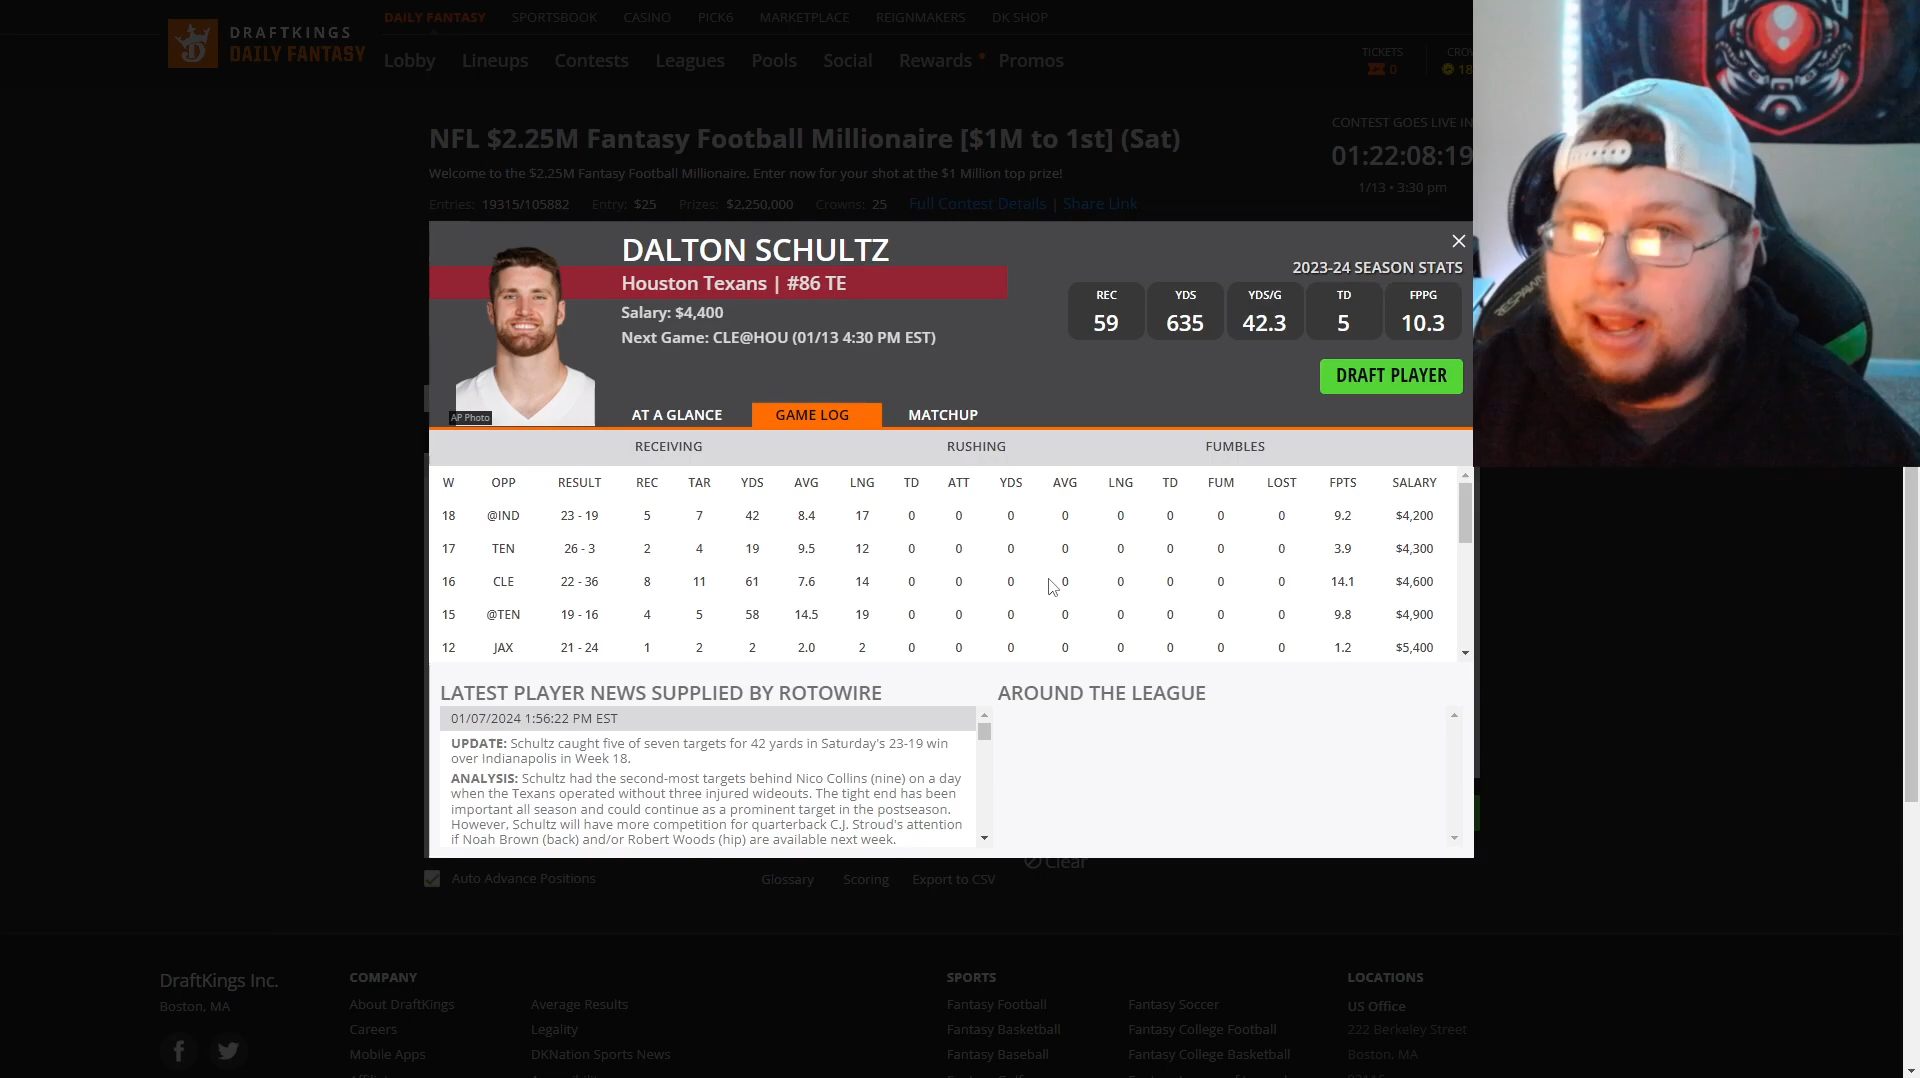 DAILY FANTASY SPORTSBOOK CASINO PICK6 MARKETPLACE REIGNMAKERS DK SHOP
DRAFTKINGS
DAILY FANTASY
Lobby Lineups Contests Leagues Pools Social Rewards Promos
TICKETS
0
18
NFL $2.25M Fantasy Football Millionaire [$1M to 1st] (Sat)
CONTEST GOES LIVE IN
01:22:08:19
Welcome to the $2.25M Fantasy Football Millionaire. Enter now for your shot at the $1 Million top prize!
1/13 • 3:30 pm
Entries: 19315/105882 Entry: $25 Prizes: $2,250,000 Crowns: 25 Full Contest Details | Share Link
DALTON SCHULTZ
Houston Texans | #86 TE
Salary: $4,400
Next Game: CLE@HOU (01/13 4:30 PM EST)
AP Photo
2023-24 SEASON STATS
REC YDS YDS/G TD FPPG
59 635 42.3 5 10.3
DRAFT PLAYER
AT A GLANCE GAME LOG MATCHUP
RECEIVING RUSHING FUMBLES
W OPP RESULT REC TAR YDS AVG LNG TD ATT YDS AVG LNG TD FUM LOST FPTS SALARY
18 @IND 23 - 19 5 7 42 8.4 17 0 0 0 0 0 0 0 0 9.2 $4,200
17 TEN 26 - 3 2 4 19 9.5 12 0 0 0 0 0 0 0 0 3.9 $4,300
16 CLE 22 - 36 8 11 61 7.6 14 0 0 0 0 0 0 0 0 14.1 $4,600
15 @TEN 19 - 16 4 5 58 14.5 19 0 0 0 0 0 0 0 0 9.8 $4,900
12 JAX 21 - 24 1 2 2 2.0 2 0 0 0 0 0 0 0 0 1.2 $5,400
LATEST PLAYER NEWS SUPPLIED BY ROTOWIRE
01/07/2024 1:56:22 PM EST
UPDATE: Schultz caught five of seven targets for 42 yards in Saturday's 23-19 win
over Indianapolis in Week 18.
ANALYSIS: Schultz had the second-most targets behind Nico Collins (nine) on a day
when the Texans operated without three injured wideouts. The tight end has been
important all season and could continue as a prominent target in the postseason.
However, Schultz will have more competition for quarterback C.J. Stroud's attention
if Noah Brown (back) and/or Robert Woods (hip) are available next week.
AROUND THE LEAGUE
Clear
Auto Advance Positions Glossary Scoring Export to CSV
DraftKings Inc.
Boston, MA
COMPANY
About DraftKings
Careers
Mobile Apps
Average Results
Legality
DKNation Sports News
SPORTS
Fantasy Football
Fantasy Basketball
Fantasy Baseball
Fantasy Soccer
Fantasy College Football
Fantasy College Basketball
LOCATIONS
US Office
222 Berkeley Street
Boston, MA